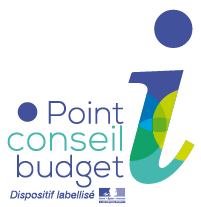 Point
conseil
budget
Dispositif labellisé